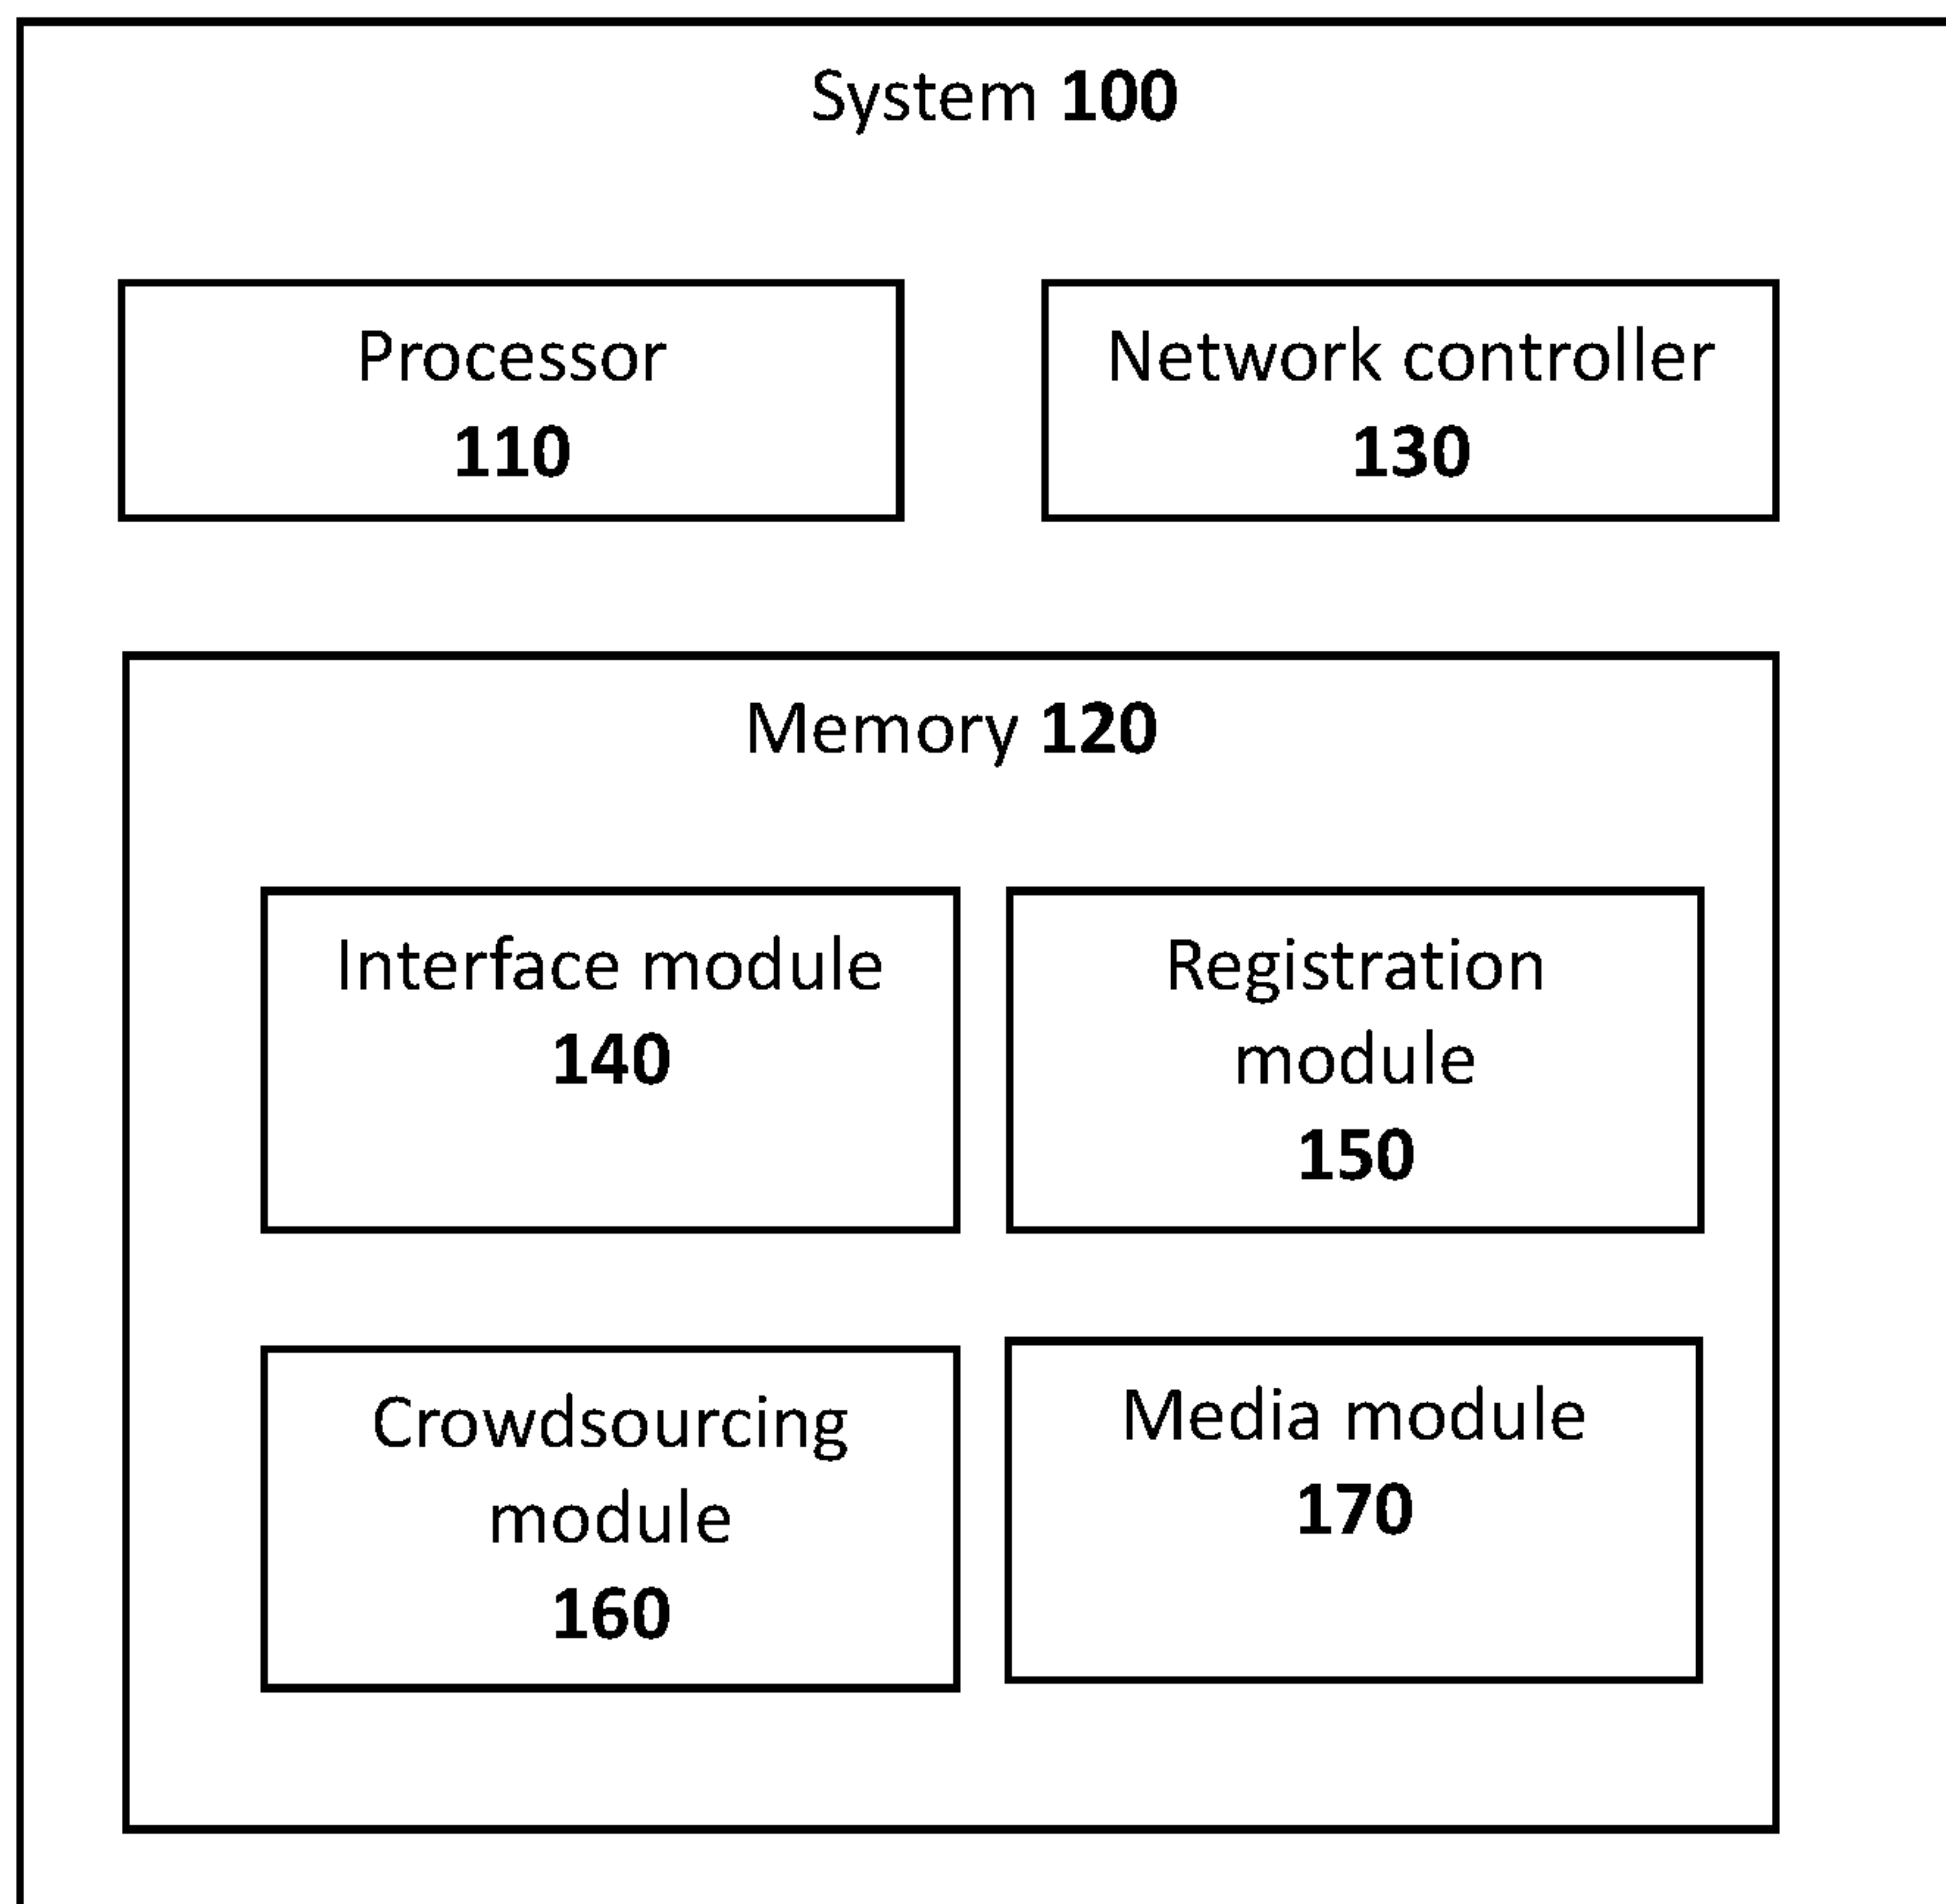 System 100
Processor
110
Network controller
130
Memory 120
Interface module
140
Registration
module
150
Crowdsourcing
module
160
Media module
170